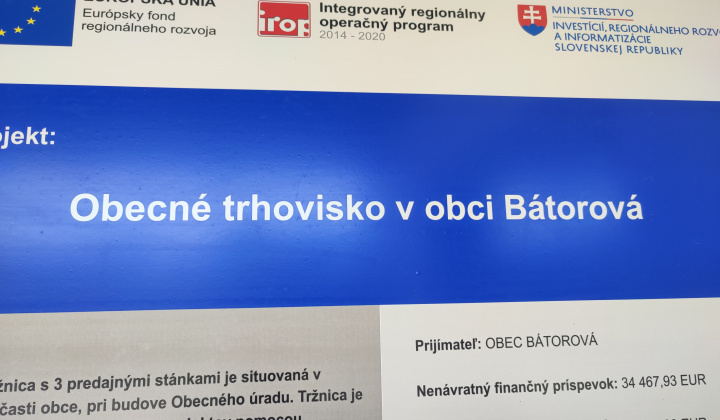 EURÓPSKA ÚNIA
Európsky fond
regionálneho rozvoja
irop
Integrovaný regionálny
operačný program
2014 - 2020
MINISTERSTVO
INVESTÍCIÍ, REGIONÁLNEHO ROZV
A INFORMATIZÁCIE
SLOVENSKEJ REPUBLIKY
ojekt:
Obecné trhovisko v obci Bátorová
žnica s 3 predajnými stánkami je situovaná v
časti obce, pri budove Obecného úradu. Tržnica je
Prijímateľ: OBEC BÁTOROVÁ
Nenávratný finančný príspevok: 34 467,93 EUR